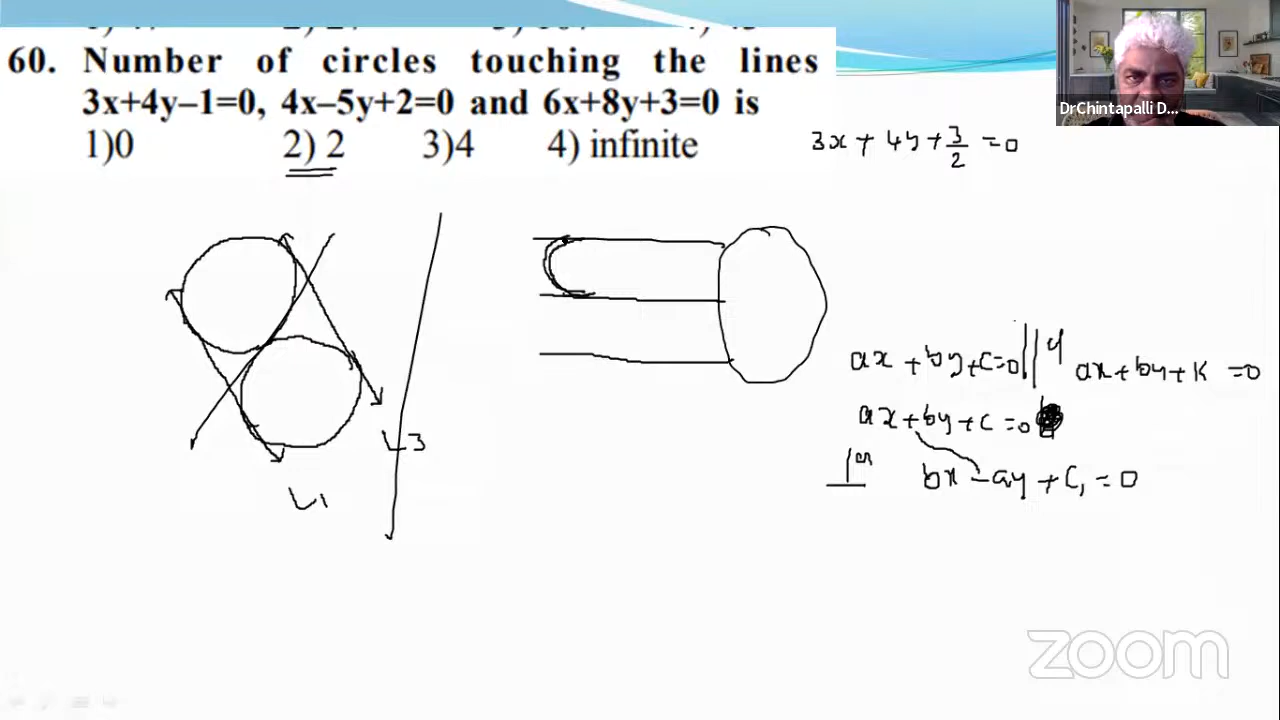 60. Number of circles touching the lines
3x+4y–1=0, 4x–5y+2=0 and 6x+8y+3=0 is
1)0 2) 2 3)4 4) infinite
DrChintapalli D...
3x + 4y + 3/2 = 0
ax + by + c = 0 || ax + by + k = 0
ax + by + c = 0
bx - ay + c₁ = 0
L3
L1
zoom